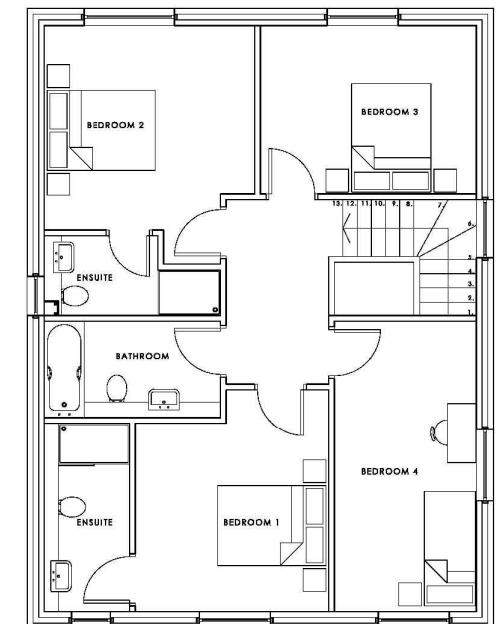 BEDROOM 2
BEDROOM 3
13. 12. 11. 10. 9. 8. 7.
6.
5.
4.
3.
2.
1.
ENSUITE
BATHROOM
BEDROOM 4
ENSUITE
BEDROOM 1